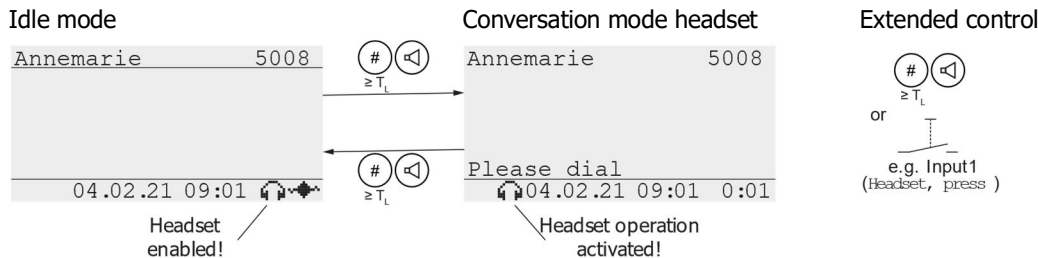 Idle mode
Conversation mode headset
Extended control
Annemarie 5008
# ≥ TL
Annemarie 5008
# ≥ TL
or
Please dial
# ≥ TL
e.g. Input1
(Headset, press )
04.02.21 09:01
04.02.21 09:01 0:01
Headset
enabled!
Headset operation
activated!